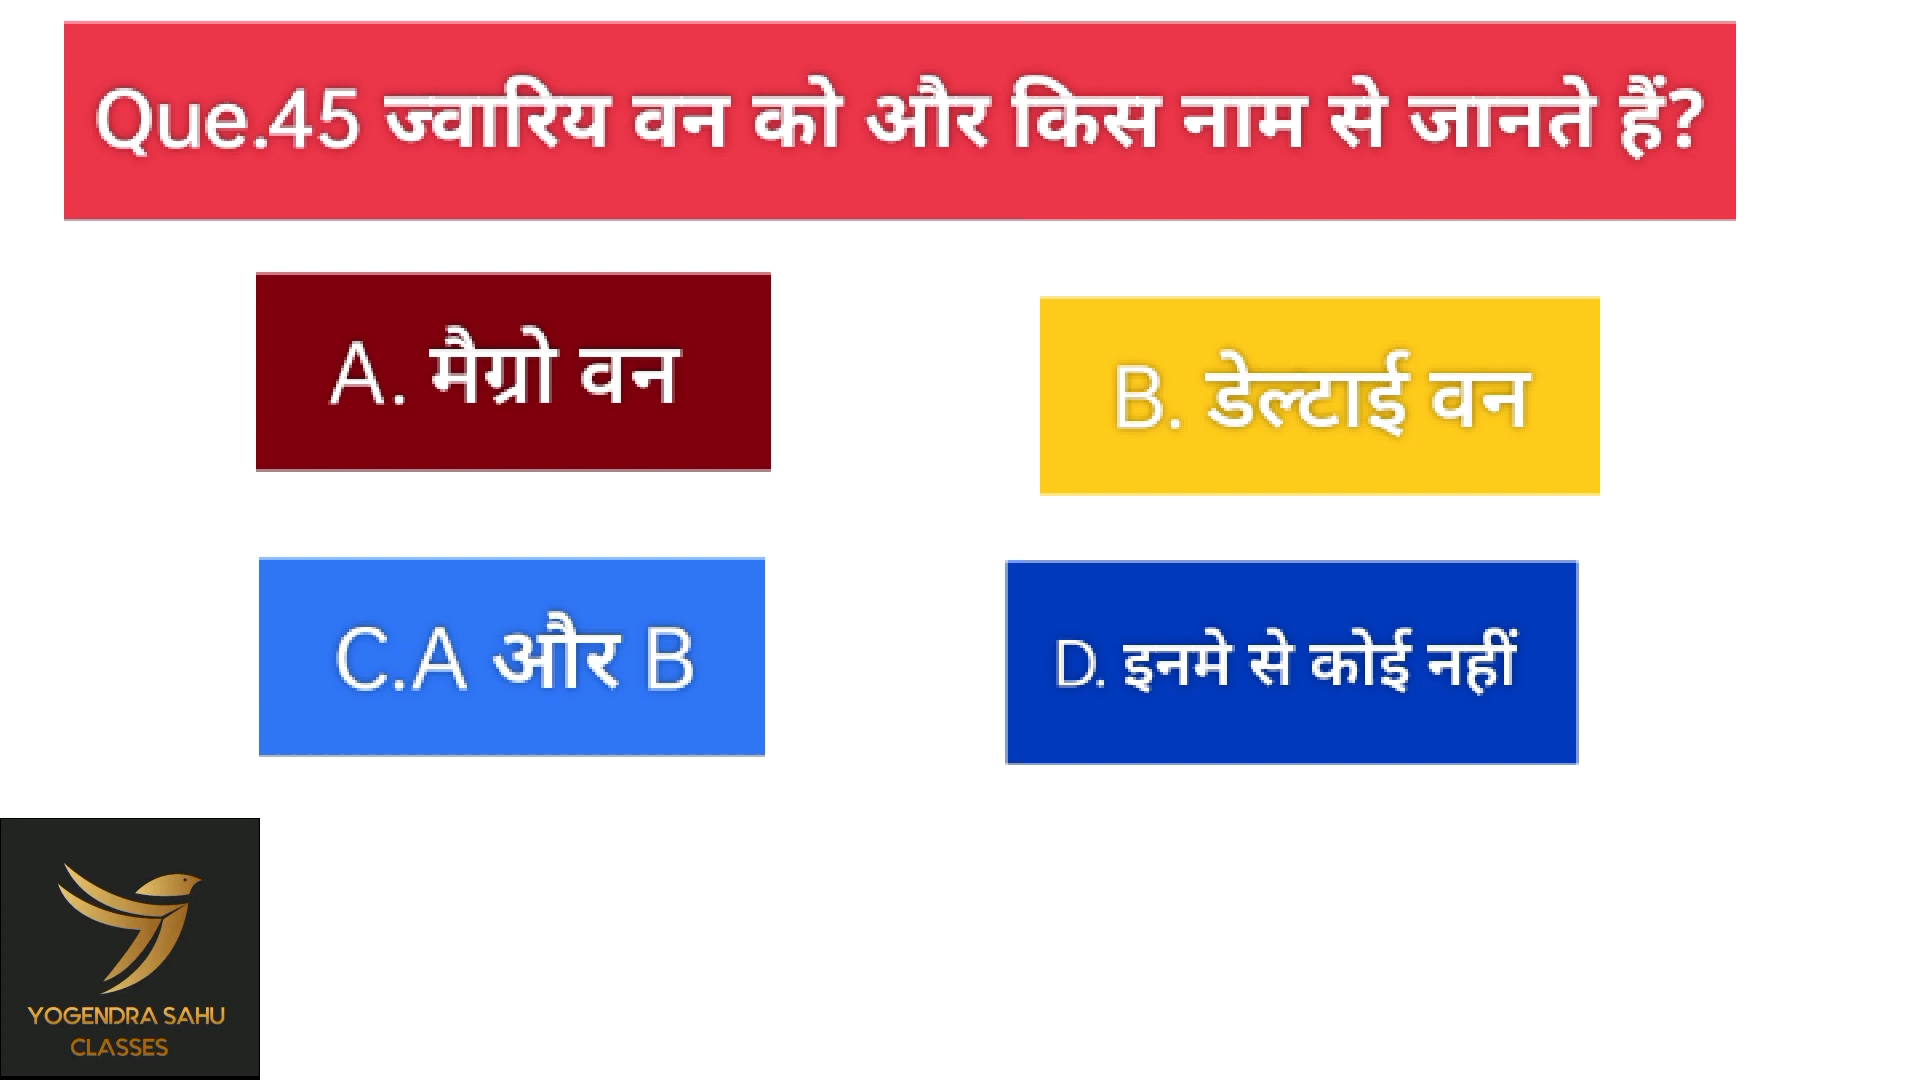 Que.45 ज्वारिय वन को और किस नाम से जानते हैं?
A. मैग्रो वन
B. डेल्टाई वन
C.A और B
D. इनमे से कोई नहीं
YOGENDRA SAHU
CLASSES